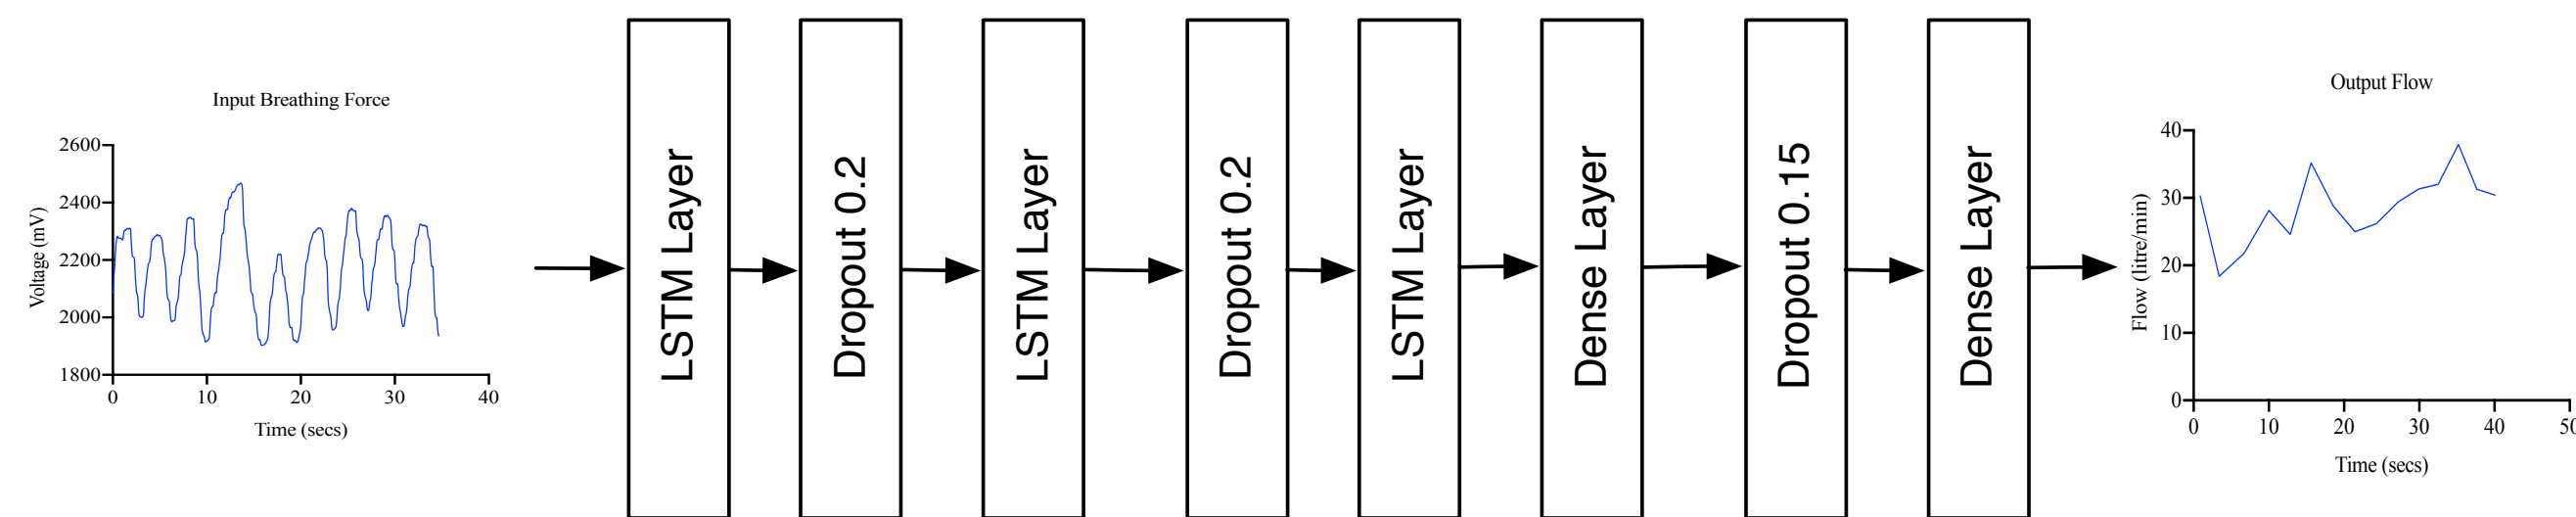 Input Breathing Force
Voltage (mV)
2600
2400
2200
2000
1800
0 10 20 30 40
Time (secs)
LSTM Layer
Dropout 0.2
LSTM Layer
Dropout 0.2
LSTM Layer
Dense Layer
Dropout 0.15
Dense Layer
Output Flow
Flow (litre/min)
40
30
20
10
0
0 10 20 30 40 50
Time (secs)